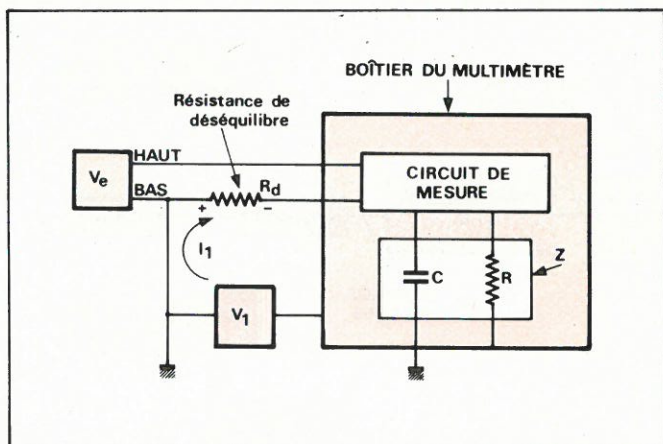 BOÎTIER DU MULTIMÈTRE
Résistance de
déséquilibre
HAUT
Ve
BAS
Rd
+
−
I1
CIRCUIT DE
MESURE
Z
C
R
V1